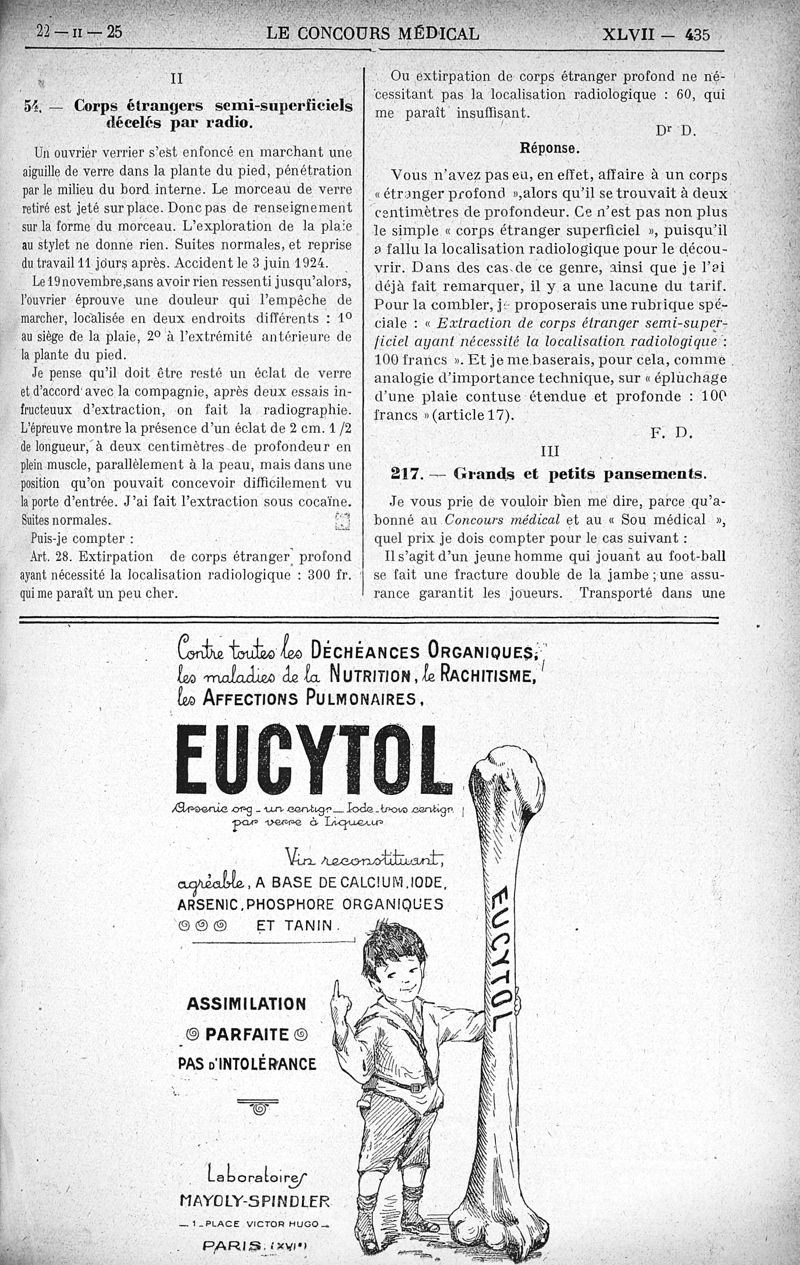 22 — II — 25
LE CONCOURS MÉDICAL
XLVII — 435
II
54. — Corps étrangers semi-superficiels
décelés par radio.
Un ouvrier verrier s'est enfoncé en marchant une
aiguille de verre dans la plante du pied, pénétration
par le milieu du bord interne. Le morceau de verre
retiré est jeté sur place. Donc pas de renseignement
sur la forme du morceau. L'exploration de la plaie
au stylet ne donne rien. Suites normales, et reprise
du travail 11 jours après. Accident le 3 juin 1924.
Le 19 novembre, sans avoir rien ressenti jusqu'alors,
l'ouvrier éprouve une douleur qui l'empêche de
marcher, localisée en deux endroits différents : 1º
au siège de la plaie, 2º à l'extrémité antérieure de
la plante du pied.
Je pense qu'il doit être resté un éclat de verre
et d'accord avec la compagnie, après deux essais in-
fructeuux d'extraction, on fait la radiographie.
L'épreuve montre la présence d'un éclat de 2 cm. 1/2
de longueur, à deux centimètres de profondeur en
plein muscle, parallèlement à la peau, mais dans une
position qu'on pouvait concevoir difficilement vu
la porte d'entrée. J'ai fait l'extraction sous cocaïne.
Suites normales.
Puis-je compter :
Art. 28. Extirpation de corps étranger profond
ayant nécessité la localisation radiologique : 300 fr.
qui me paraît un peu cher.
Ou extirpation de corps étranger profond ne né-
cessitant pas la localisation radiologique : 60, qui
me paraît insuffisant.
Dr D.
Réponse.
Vous n'avez pas eu, en effet, affaire à un corps
« étranger profond », alors qu'il se trouvait à deux
centimètres de profondeur. Ce n'est pas non plus
le simple « corps étranger superficiel », puisqu'il
a fallu la localisation radiologique pour le décou-
vrir. Dans des cas de ce genre, ainsi que je l'ai
déjà fait remarquer, il y a une lacune du tarif.
Pour la combler, je proposerais une rubrique spé-
ciale : « Extraction de corps étranger semi-super-
ficiel ayant nécessité la localisation radiologique :
100 francs ». Et je me baserais, pour cela, comme
analogie d'importance technique, sur « épluchage
d'une plaie contuse étendue et profonde : 100
francs » (article 17).
F. D.
III
217. — Grands et petits pansements.
Je vous prie de vouloir bien me dire, parce qu'a-
bonné au Concours médical et au « Sou médical »,
quel prix je dois compter pour le cas suivant :
Il s'agit d'un jeune homme qui jouant au foot-ball
se fait une fracture double de la jambe ; une assu-
rance garantit les joueurs. Transporté dans une
Contre toutes les DÉCHÉANCES ORGANIQUES,
les maladies de la NUTRITION, le RACHITISME,
les AFFECTIONS PULMONAIRES,
EUCYTOL
Arsenic org - un centigr — Iode - trois centigr
par verre à Liqueur
Vin reconstituant,
agréable, A BASE DE CALCIUM, IODE,
ARSENIC, PHOSPHORE ORGANIQUES
ET TANIN.
EUCYTOL
ASSIMILATION
PARFAITE
PAS D'INTOLÉRANCE
Laboratoires
MAYOLY-SPINDLER
— 1 - PLACE VICTOR HUGO —
PARIS. (XVIe)